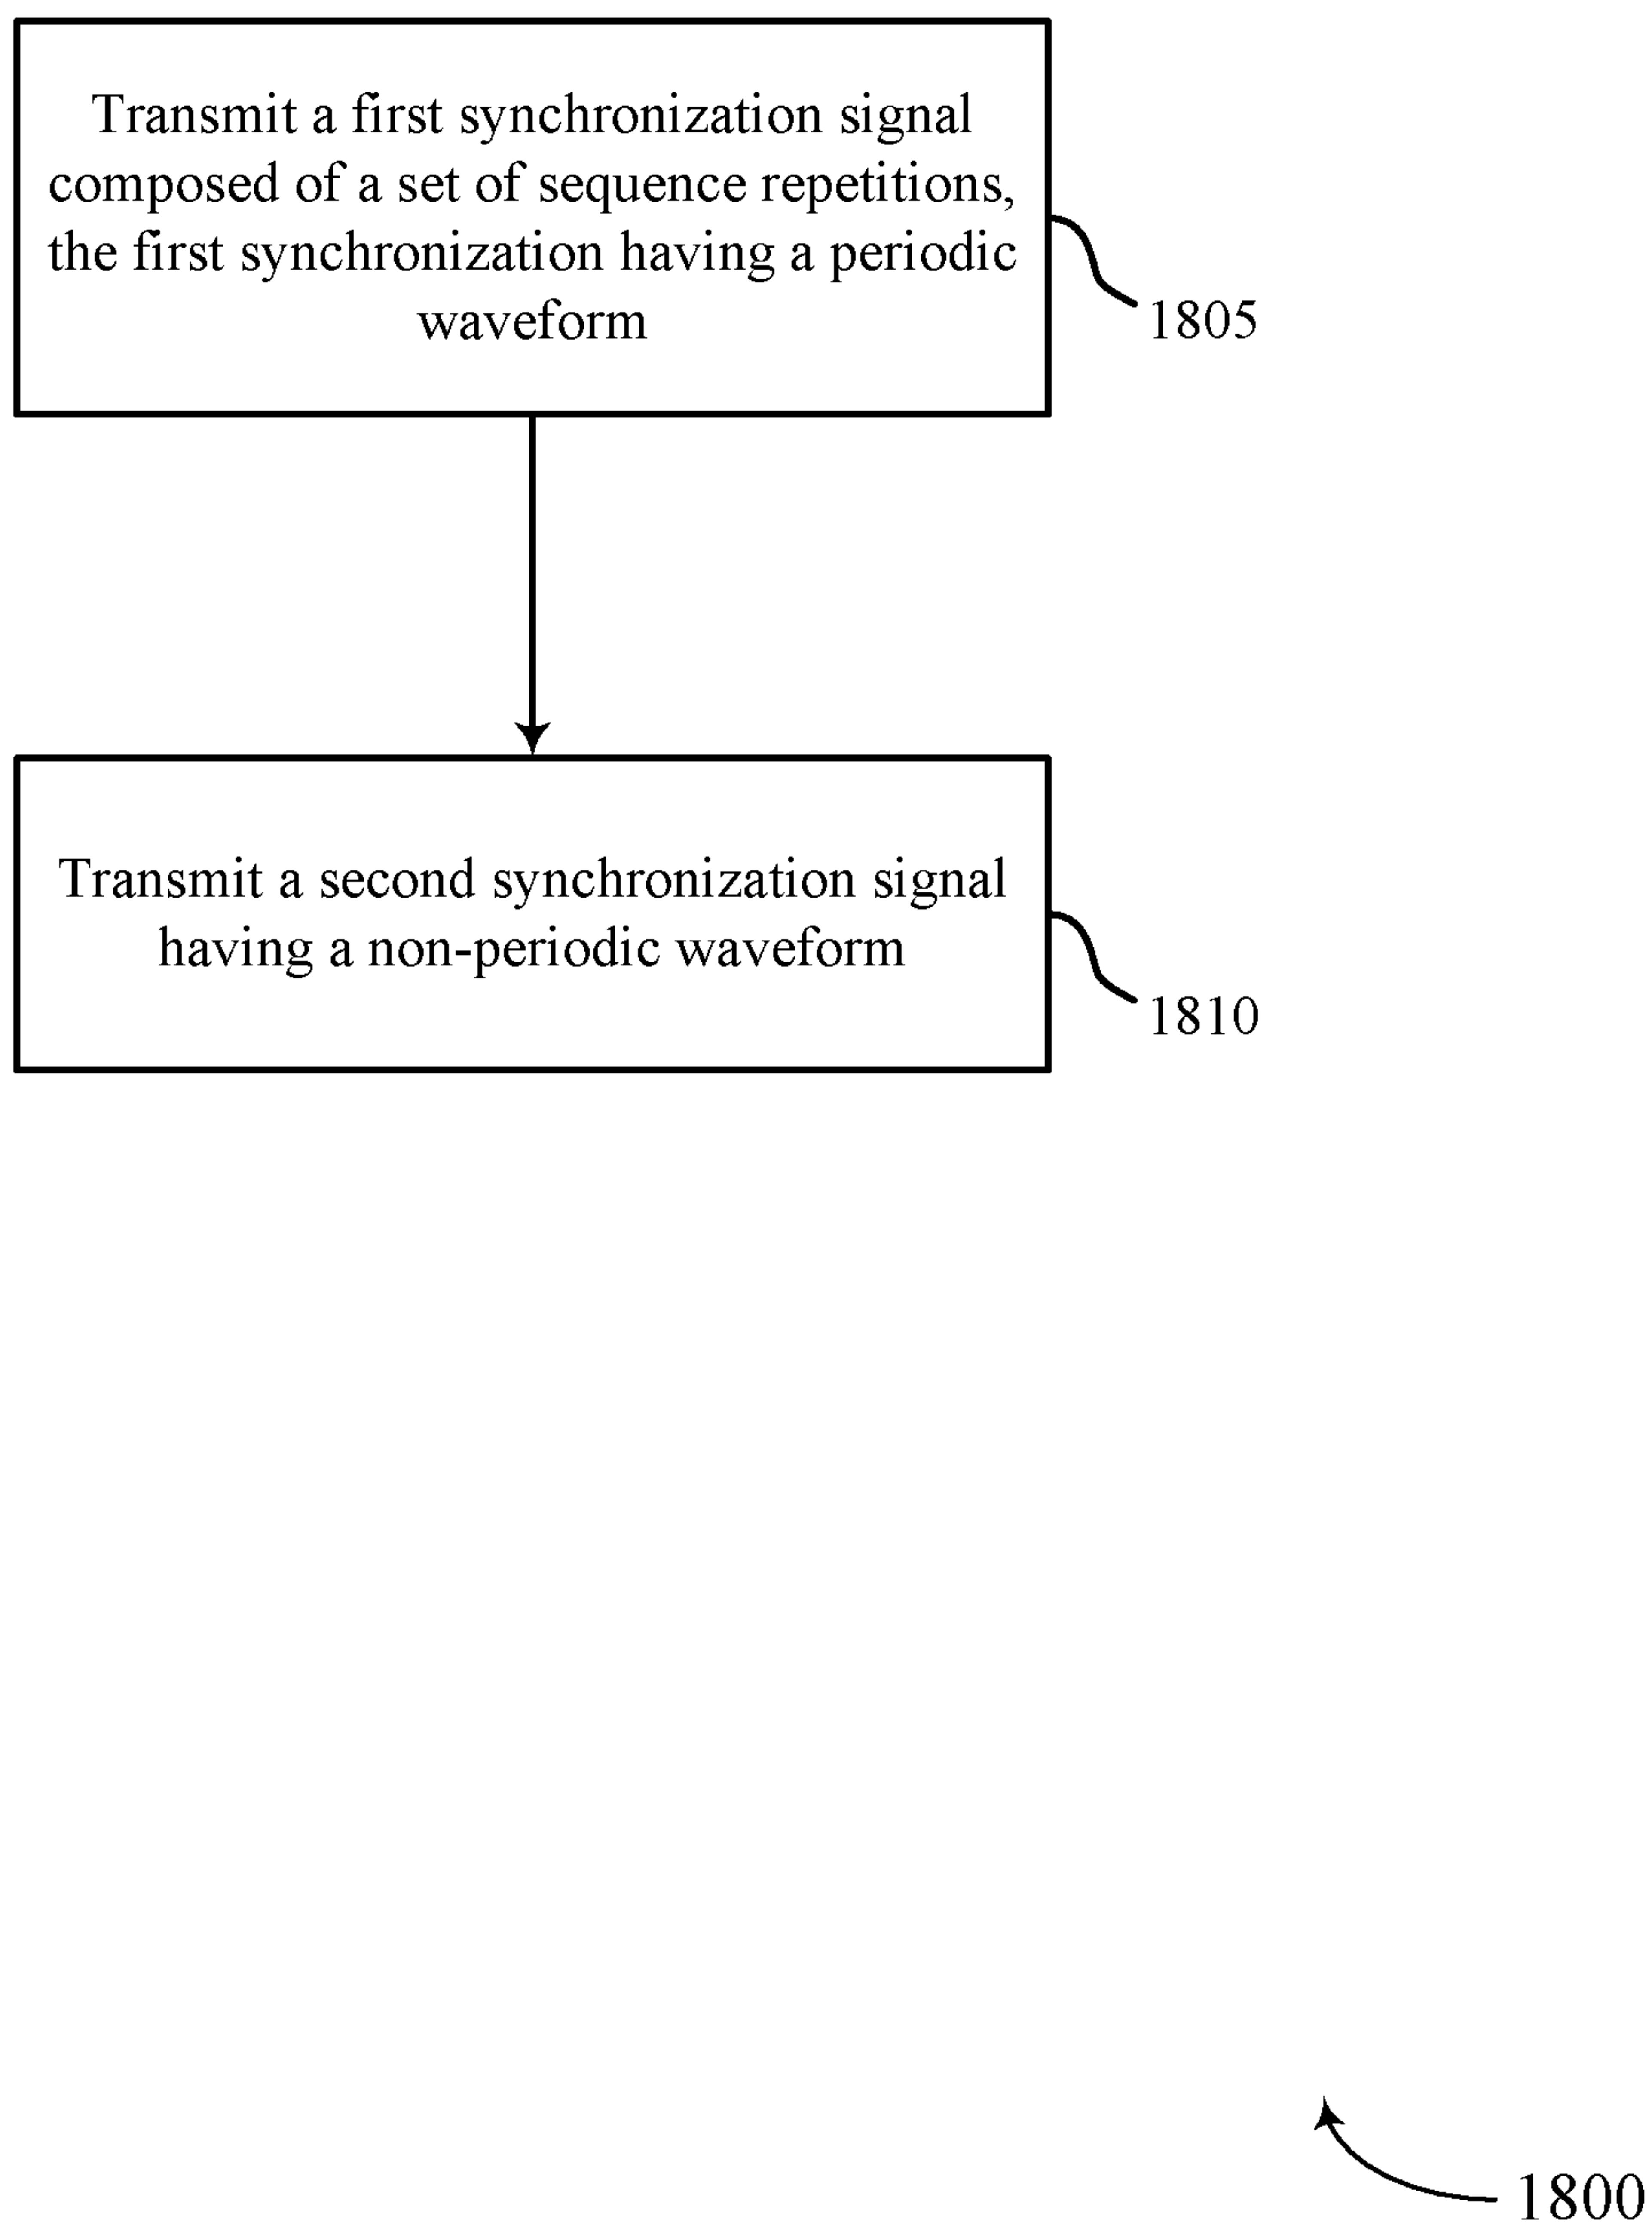 Transmit a first synchronization signal
composed of a set of sequence repetitions,
the first synchronization having a periodic
waveform
1805
Transmit a second synchronization signal
having a non-periodic waveform
1810
1800